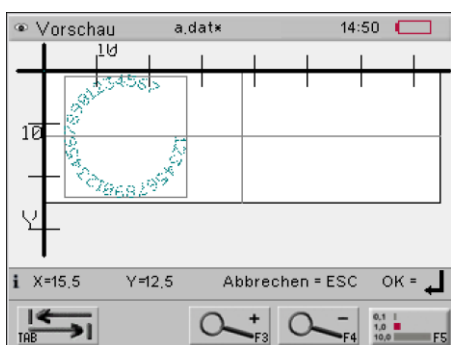 Vorschau a.dat* 14:50
10
123456789012345678901234567
10
Y
i X=15,5 Y=12,5 Abbrechen = ESC OK =
TAB + F3 − F4 0,1 1,0 10,0 F5